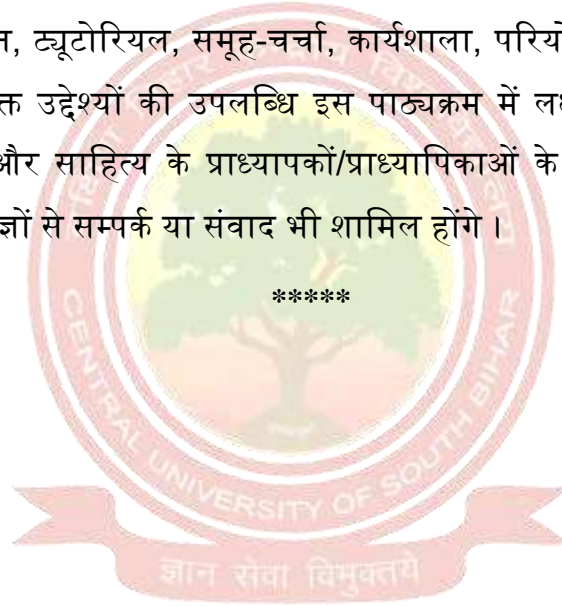 न, ट्यूटोरियल, समूह-चर्चा, कार्यशाला, परियो
क्त उद्देश्यों की उपलब्धि इस पाठ्यक्रम में लक्ष
और साहित्य के प्राध्यापकों/प्राध्यापिकाओं के
ज्ञों से सम्पर्क या संवाद भी शामिल होंगे ।
*****
CENTRAL UNIVERSITY OF SOUTH BIHAR
ज्ञान सेवा विमुक्तये